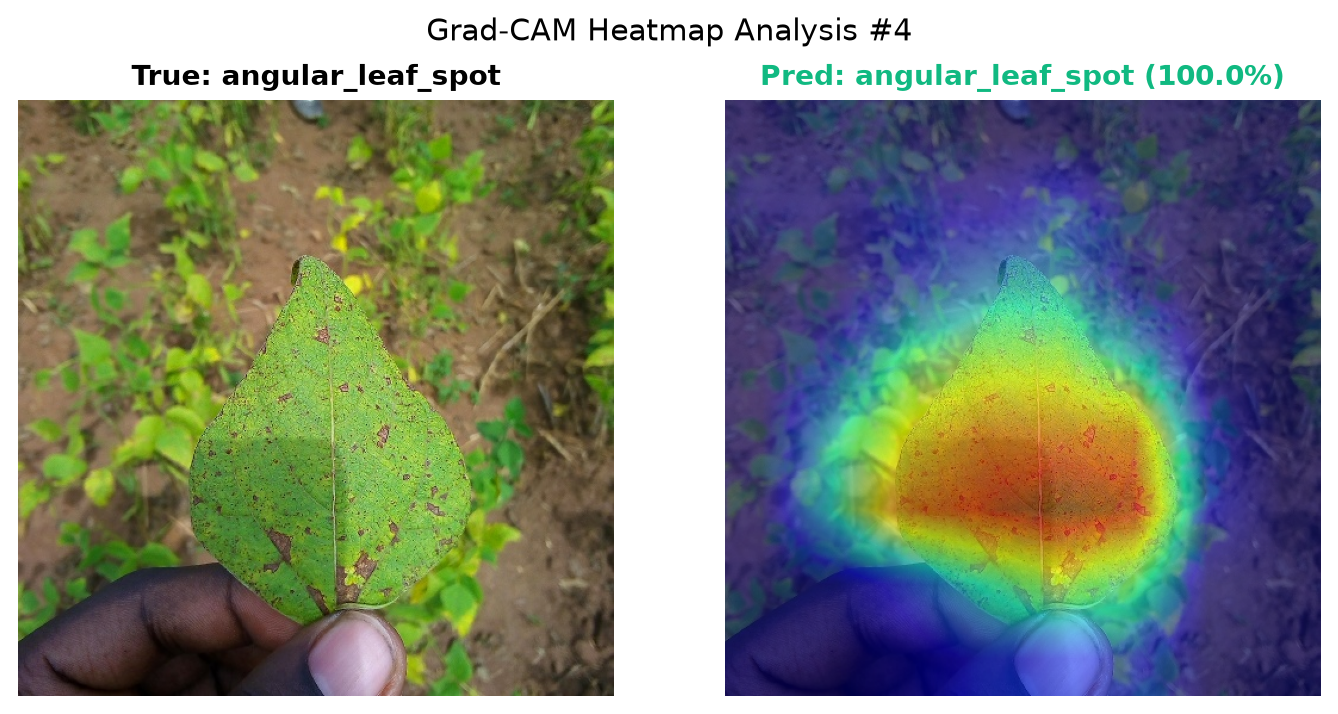 Grad-CAM Heatmap Analysis #4
True: angular_leaf_spot
Pred: angular_leaf_spot (100.0%)